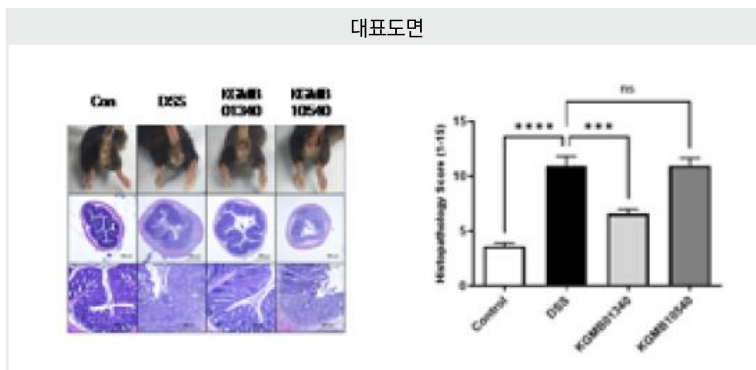 대표도면
Con DSS KGMB 01340 KGMB 10540
ns
**** ***
Histopathology Score (1-15)
15
10
5
0
Control DSS KGMB01340 KGMB10540